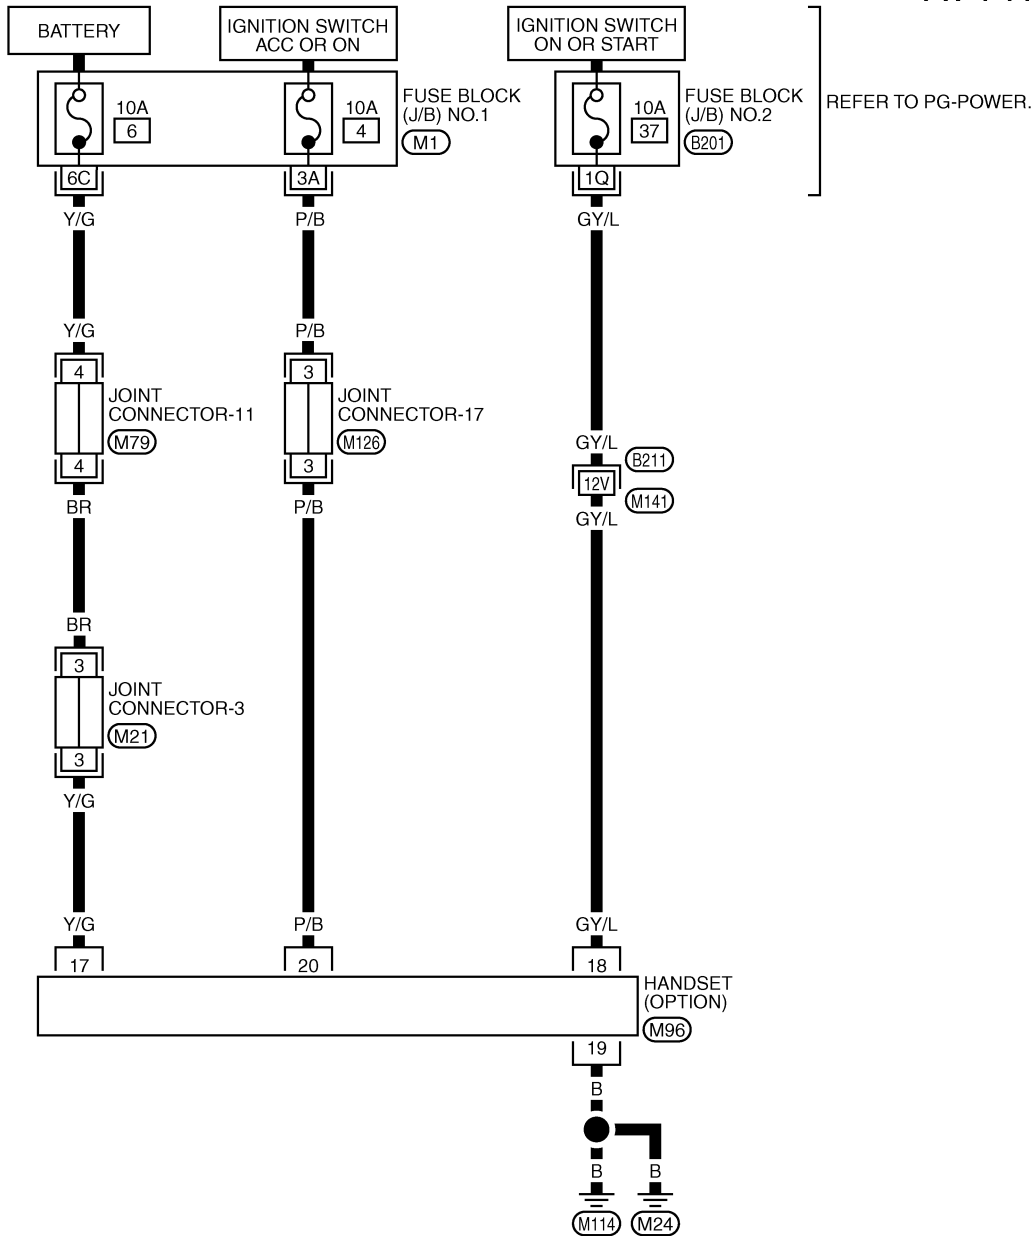 BATTERY
IGNITION SWITCH
ACC OR ON
IGNITION SWITCH
ON OR START
10A
6
10A
4
FUSE BLOCK
(J/B) NO.1
M1
10A
37
FUSE BLOCK
(J/B) NO.2
B201
REFER TO PG-POWER.
6C
3A
1Q
Y/G
P/B
GY/L
Y/G
P/B
4
JOINT
CONNECTOR-11
M79
4
3
JOINT
CONNECTOR-17
M126
3
GY/L
B211
12V
M141
GY/L
BR
P/B
BR
3
JOINT
CONNECTOR-3
M21
3
Y/G
Y/G
P/B
GY/L
17
20
18
HANDSET
(OPTION)
M96
19
B
B
B
M114
M24